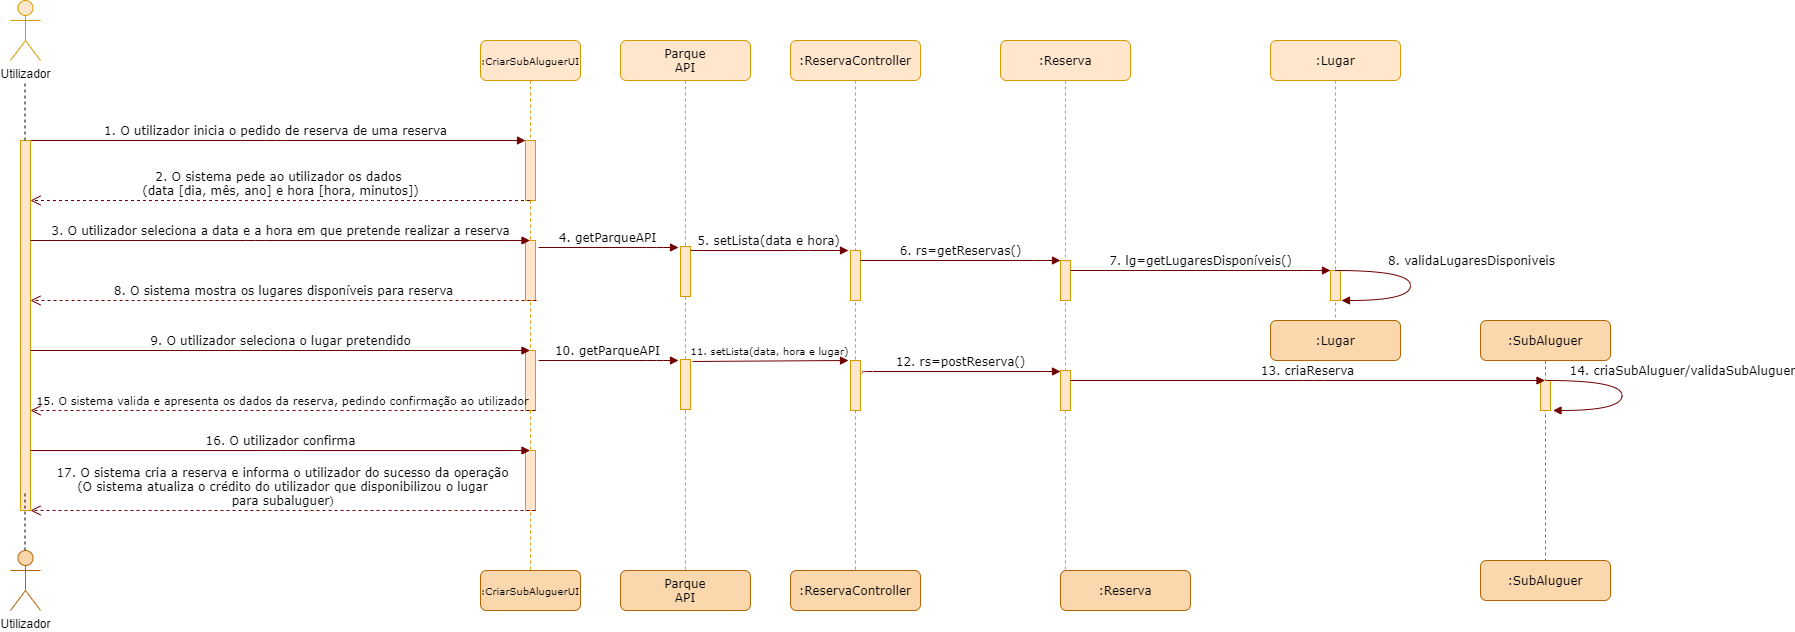 Utilizador
:CriarSubAluguerUI
Parque
API
:ReservaController
:Reserva
:Lugar
1. O utilizador inicia o pedido de reserva de uma reserva
2. O sistema pede ao utilizador os dados
(data [dia, mês, ano] e hora [hora, minutos])
3. O utilizador seleciona a data e a hora em que pretende realizar a reserva
4. getParqueAPI
5. setLista(data e hora)
6. rs=getReservas()
7. lg=getLugaresDisponíveis()
8. validaLugaresDisponiveis
8. O sistema mostra os lugares disponíveis para reserva
:Lugar
:SubAluguer
9. O utilizador seleciona o lugar pretendido
10. getParqueAPI
11. setLista(data, hora e lugar)
12. rs=postReserva()
13. criaReserva
14. criaSubAluguer/validaSubAluguer
15. O sistema valida e apresenta os dados da reserva, pedindo confirmação ao utilizador
16. O utilizador confirma
17. O sistema cria a reserva e informa o utilizador do sucesso da operação
(O sistema atualiza o crédito do utilizador que disponibilizou o lugar
para subaluguer)
Utilizador
:CriarSubAluguerUI
Parque
API
:ReservaController
:Reserva
:SubAluguer